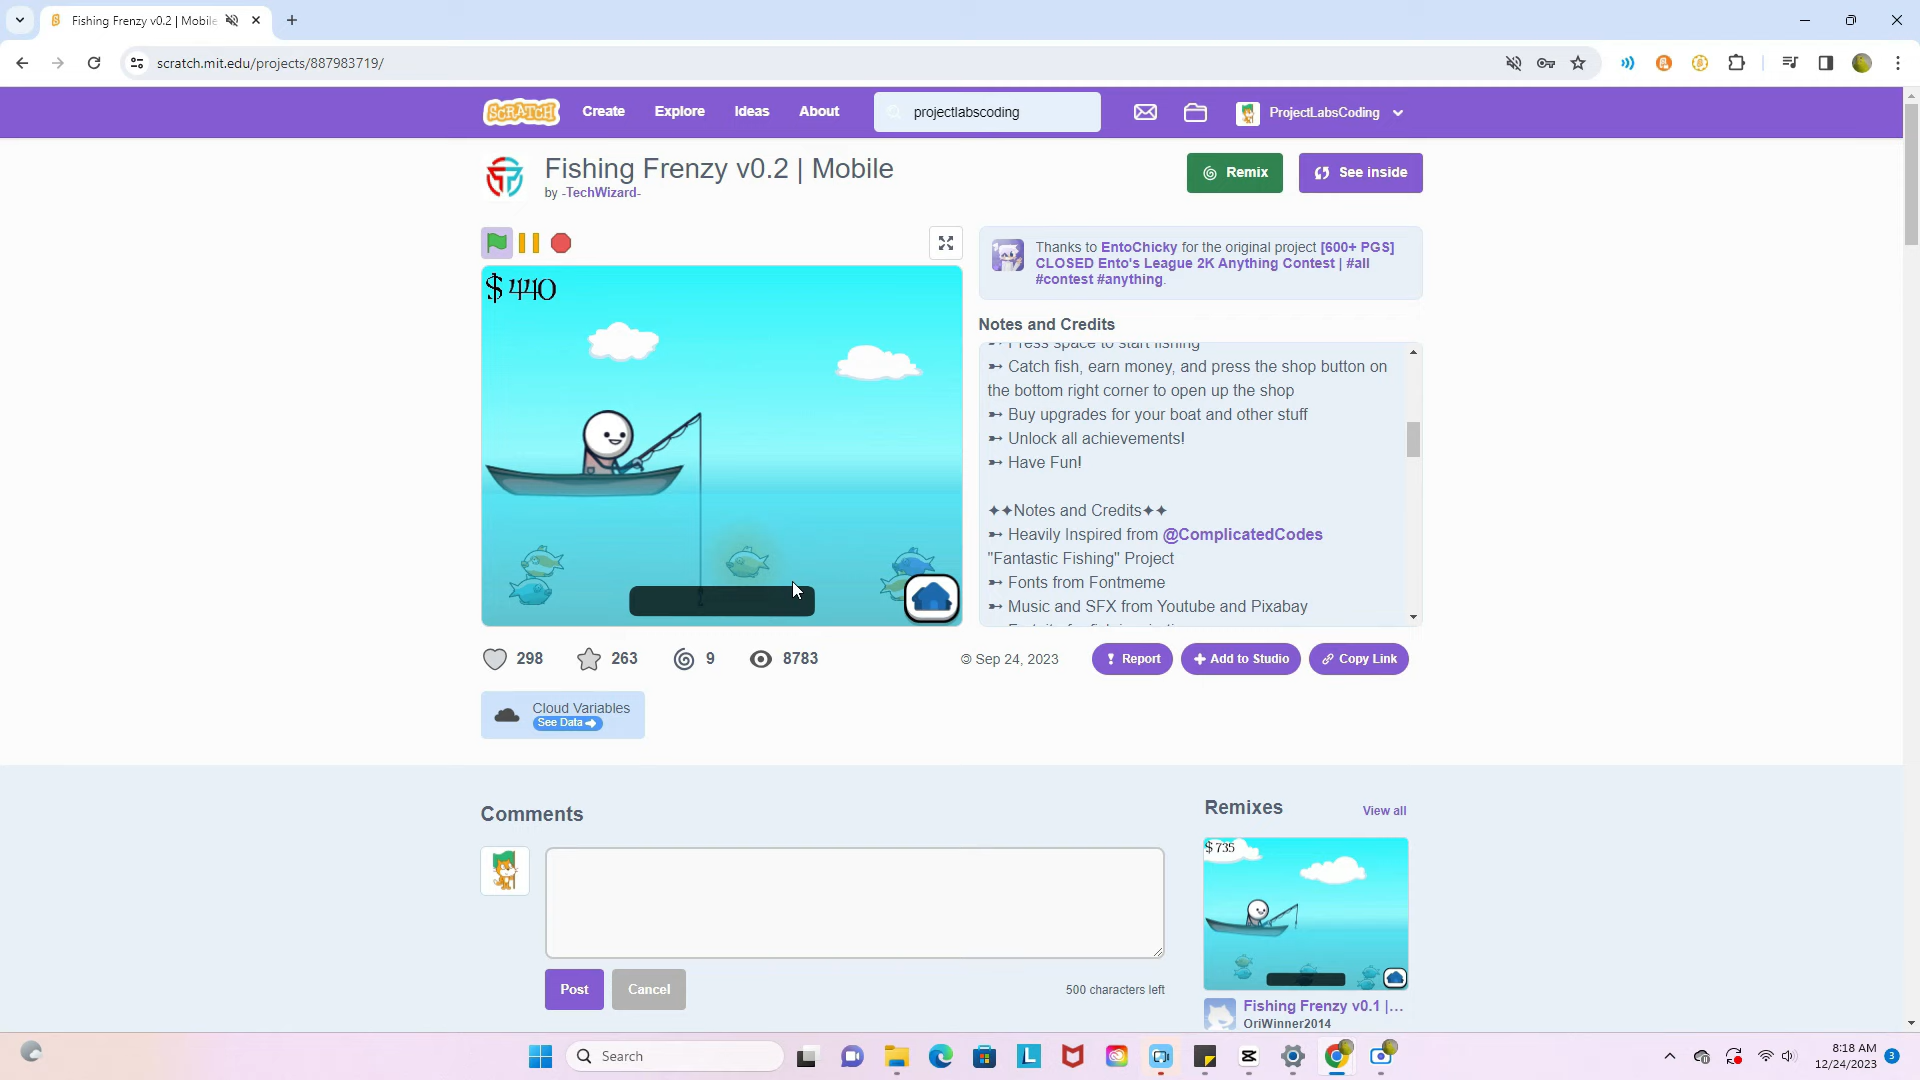 Fishing Frenzy v0.2 | Mobile
scratch.mit.edu/projects/887983719/
SCRATCH
Create
Explore
Ideas
About
projectlabscoding
ProjectLabsCoding
Fishing Frenzy v0.2 | Mobile
by -TechWizard-
Remix
See inside
$ 440
Thanks to EntoChicky for the original project [600+ PGS]
CLOSED Ento's League 2K Anything Contest | #all
#contest #anything.
Notes and Credits
➳ Press space to start fishing
➳ Catch fish, earn money, and press the shop button on
the bottom right corner to open up the shop
➳ Buy upgrades for your boat and other stuff
➳ Unlock all achievements!
➳ Have Fun!
✦✦Notes and Credits✦✦
➳ Heavily Inspired from @ComplicatedCodes
"Fantastic Fishing" Project
➳ Fonts from Fontmeme
➳ Music and SFX from Youtube and Pixabay
298
263
9
8783
© Sep 24, 2023
Report
Add to Studio
Copy Link
Cloud Variables
See Data
Comments
Post
Cancel
500 characters left
Remixes
View all
$ 735
Fishing Frenzy v0.1 |...
OriWinner2014
Search
8:18 AM
12/24/2023
3